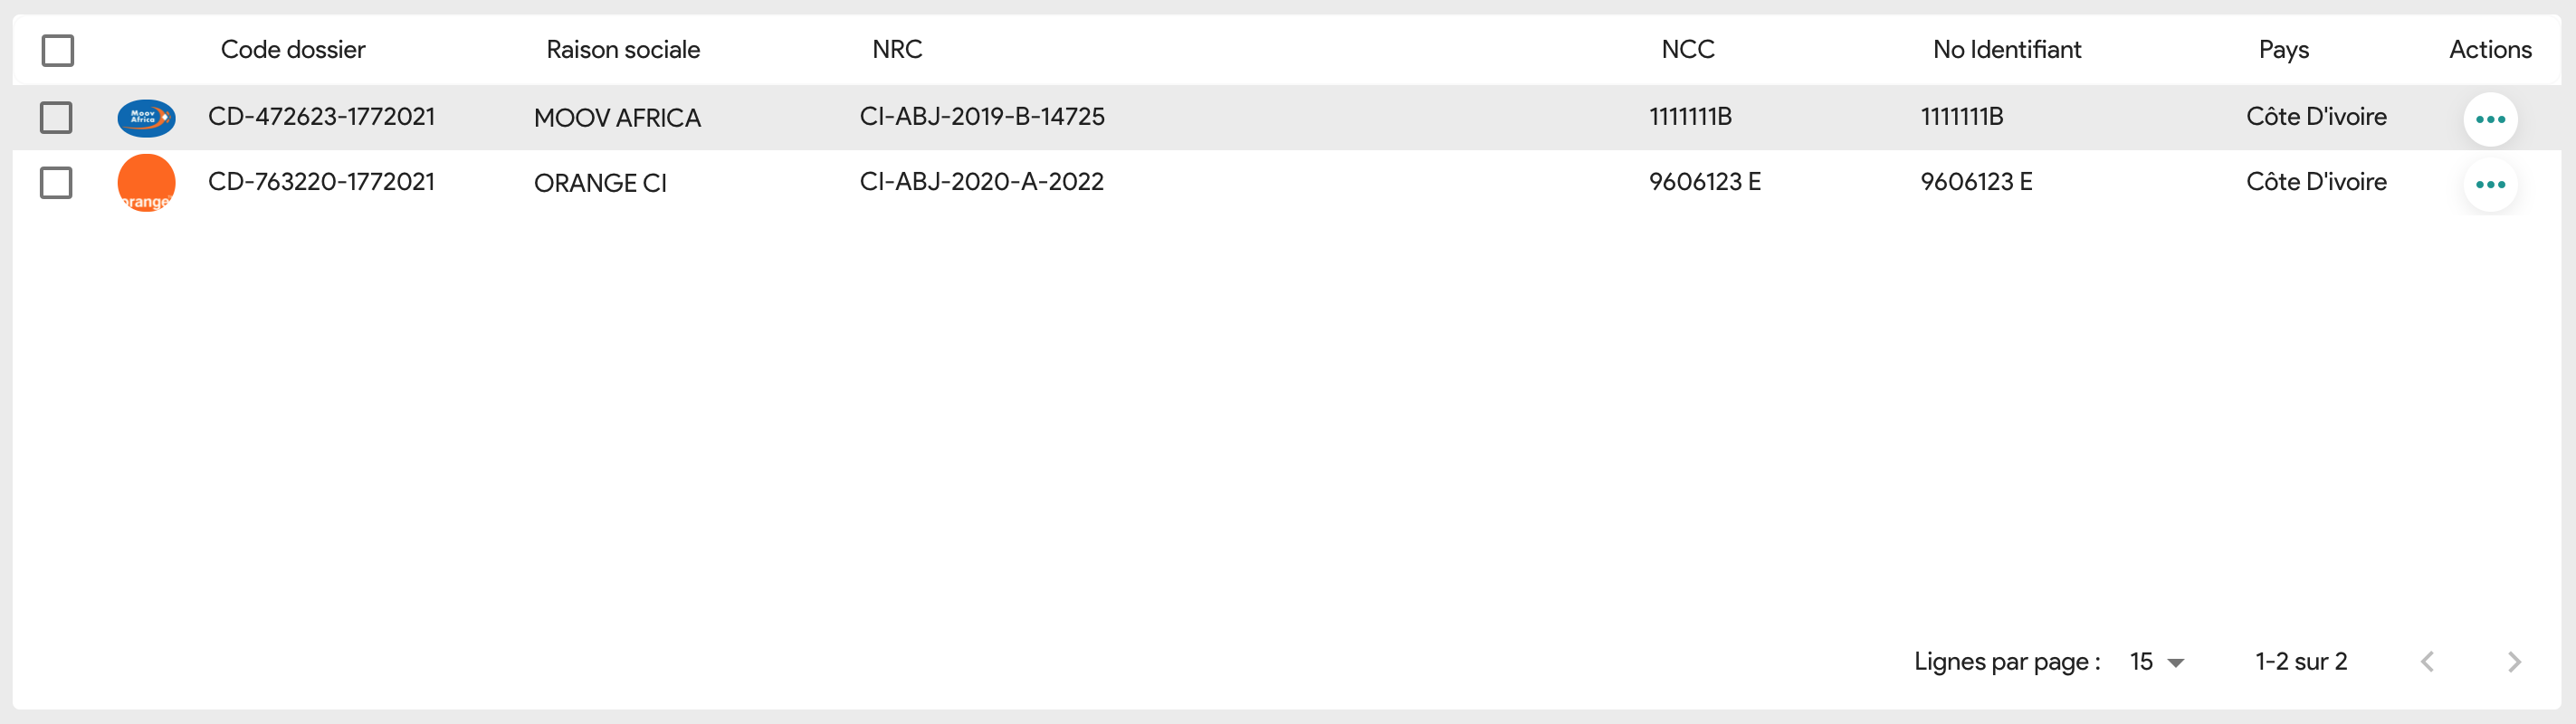 Code dossier Raison sociale NRC NCC No Identifiant Pays Actions
Moov
Africa
CD-472623-1772021 MOOV AFRICA CI-ABJ-2019-B-14725 1111111B 1111111B Côte D'ivoire
orange
CD-763220-1772021 ORANGE CI CI-ABJ-2020-A-2022 9606123 E 9606123 E Côte D'ivoire
Lignes par page : 15 1-2 sur 2